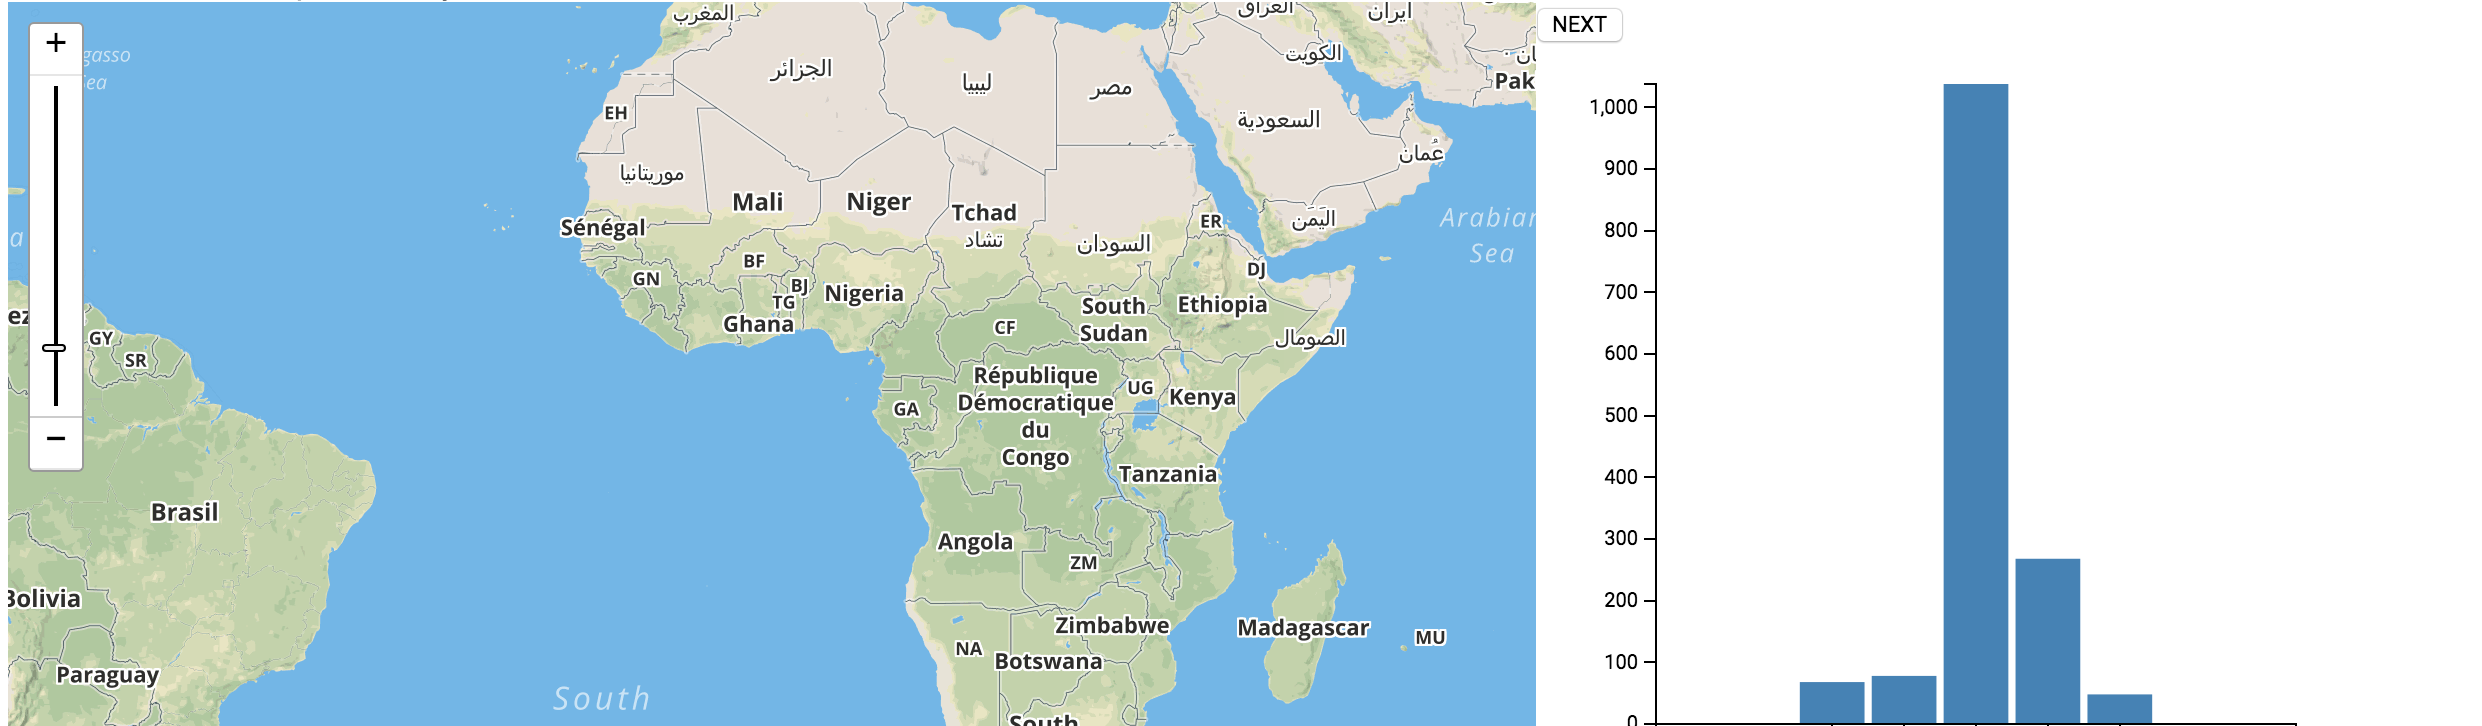 +
−
gasso
ea
المغرب
العراق
ايران
الكويت
الجزائر
ليبيا
مصر
السعودية
Pak
EH
عُمان
موريتانيا
Mali
Niger
Tchad
تشاد
Sénégal
السودان
ER
اليَمَن
Arabian
Sea
a
BF
GN
BJ
TG
Nigeria
Ghana
DJ
Ethiopia
South
Sudan
الصومال
CF
ez
GY
SR
République
Démocratique
du
Congo
UG
Kenya
GA
Tanzania
Brasil
Angola
ZM
Bolivia
Zimbabwe
Madagascar
MU
NA
Botswana
Paraguay
South
South
NEXT
1,000
900
800
700
600
500
400
300
200
100
0